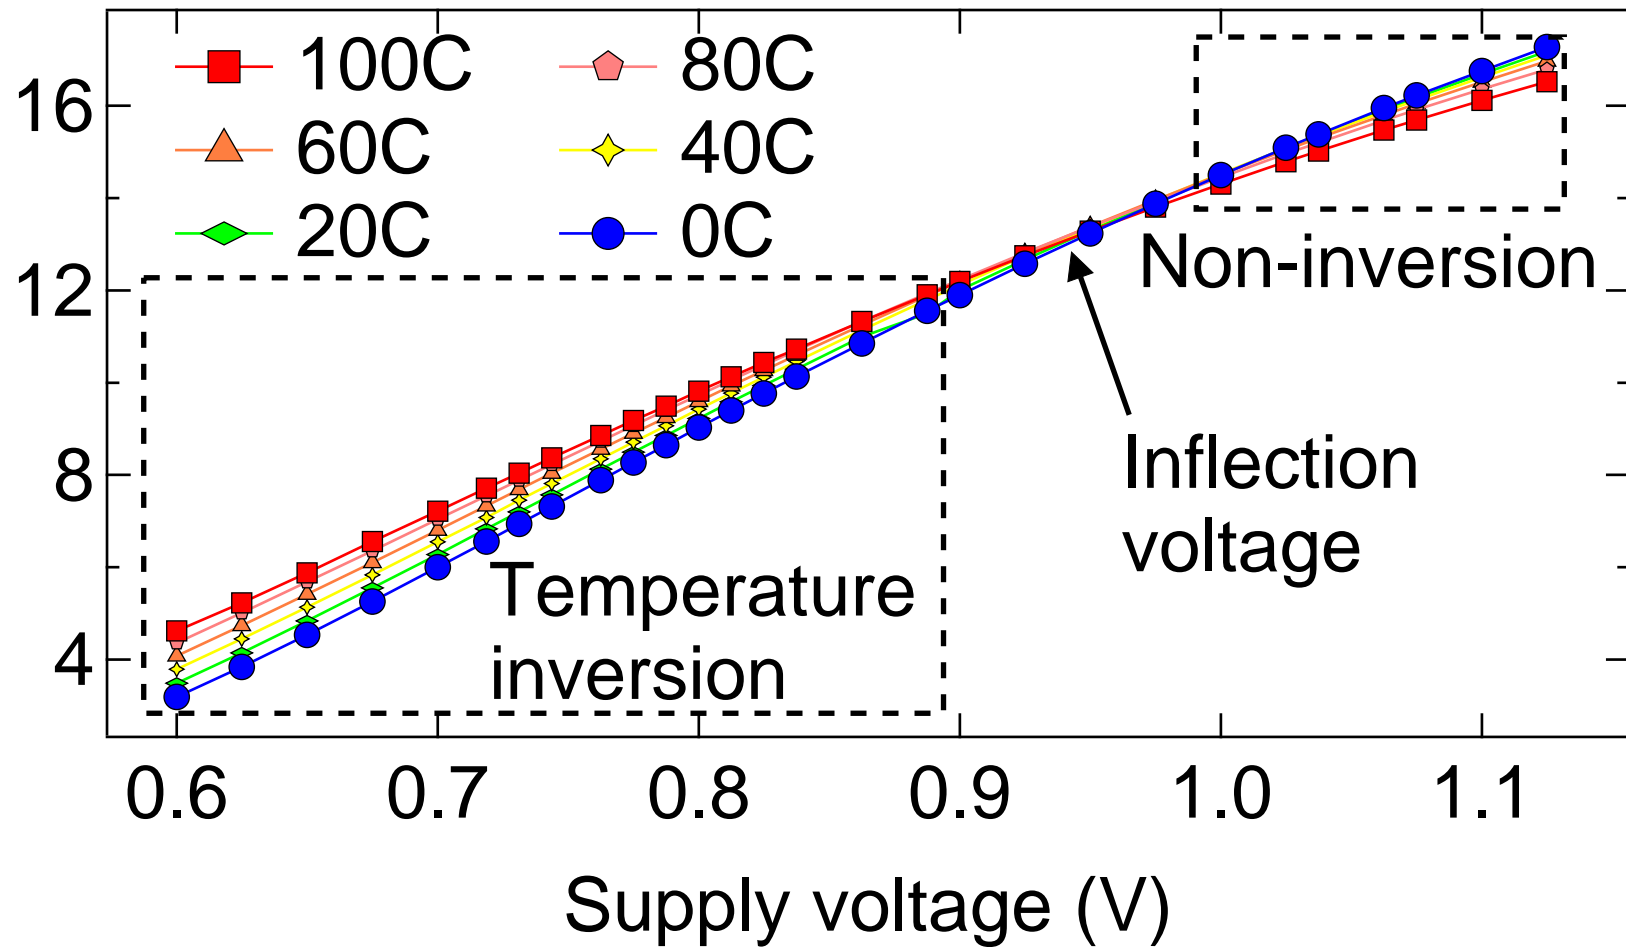 100C 80C
60C 40C
20C 0C
16
12
8
4
Non-inversion
Inflection
voltage
Temperature
inversion
0.6 0.7 0.8 0.9 1.0 1.1
Supply voltage (V)